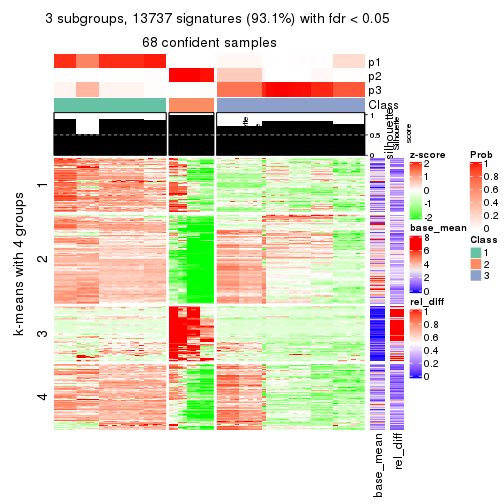 3 subgroups, 13737 signatures (93.1%) with fdr < 0.05
68 confident samples
p1
p2
p3
Class
1
0.5
0
silhouette
score
k-means with 4 groups
1
2
3
4
base_mean
rel_diff
z-score
2
1
0
-1
-2
base_mean
8
6
4
2
0
rel_diff
1
0.8
0.6
0.4
0.2
0
Prob
1
0.8
0.6
0.4
0.2
0
Class
1
2
3